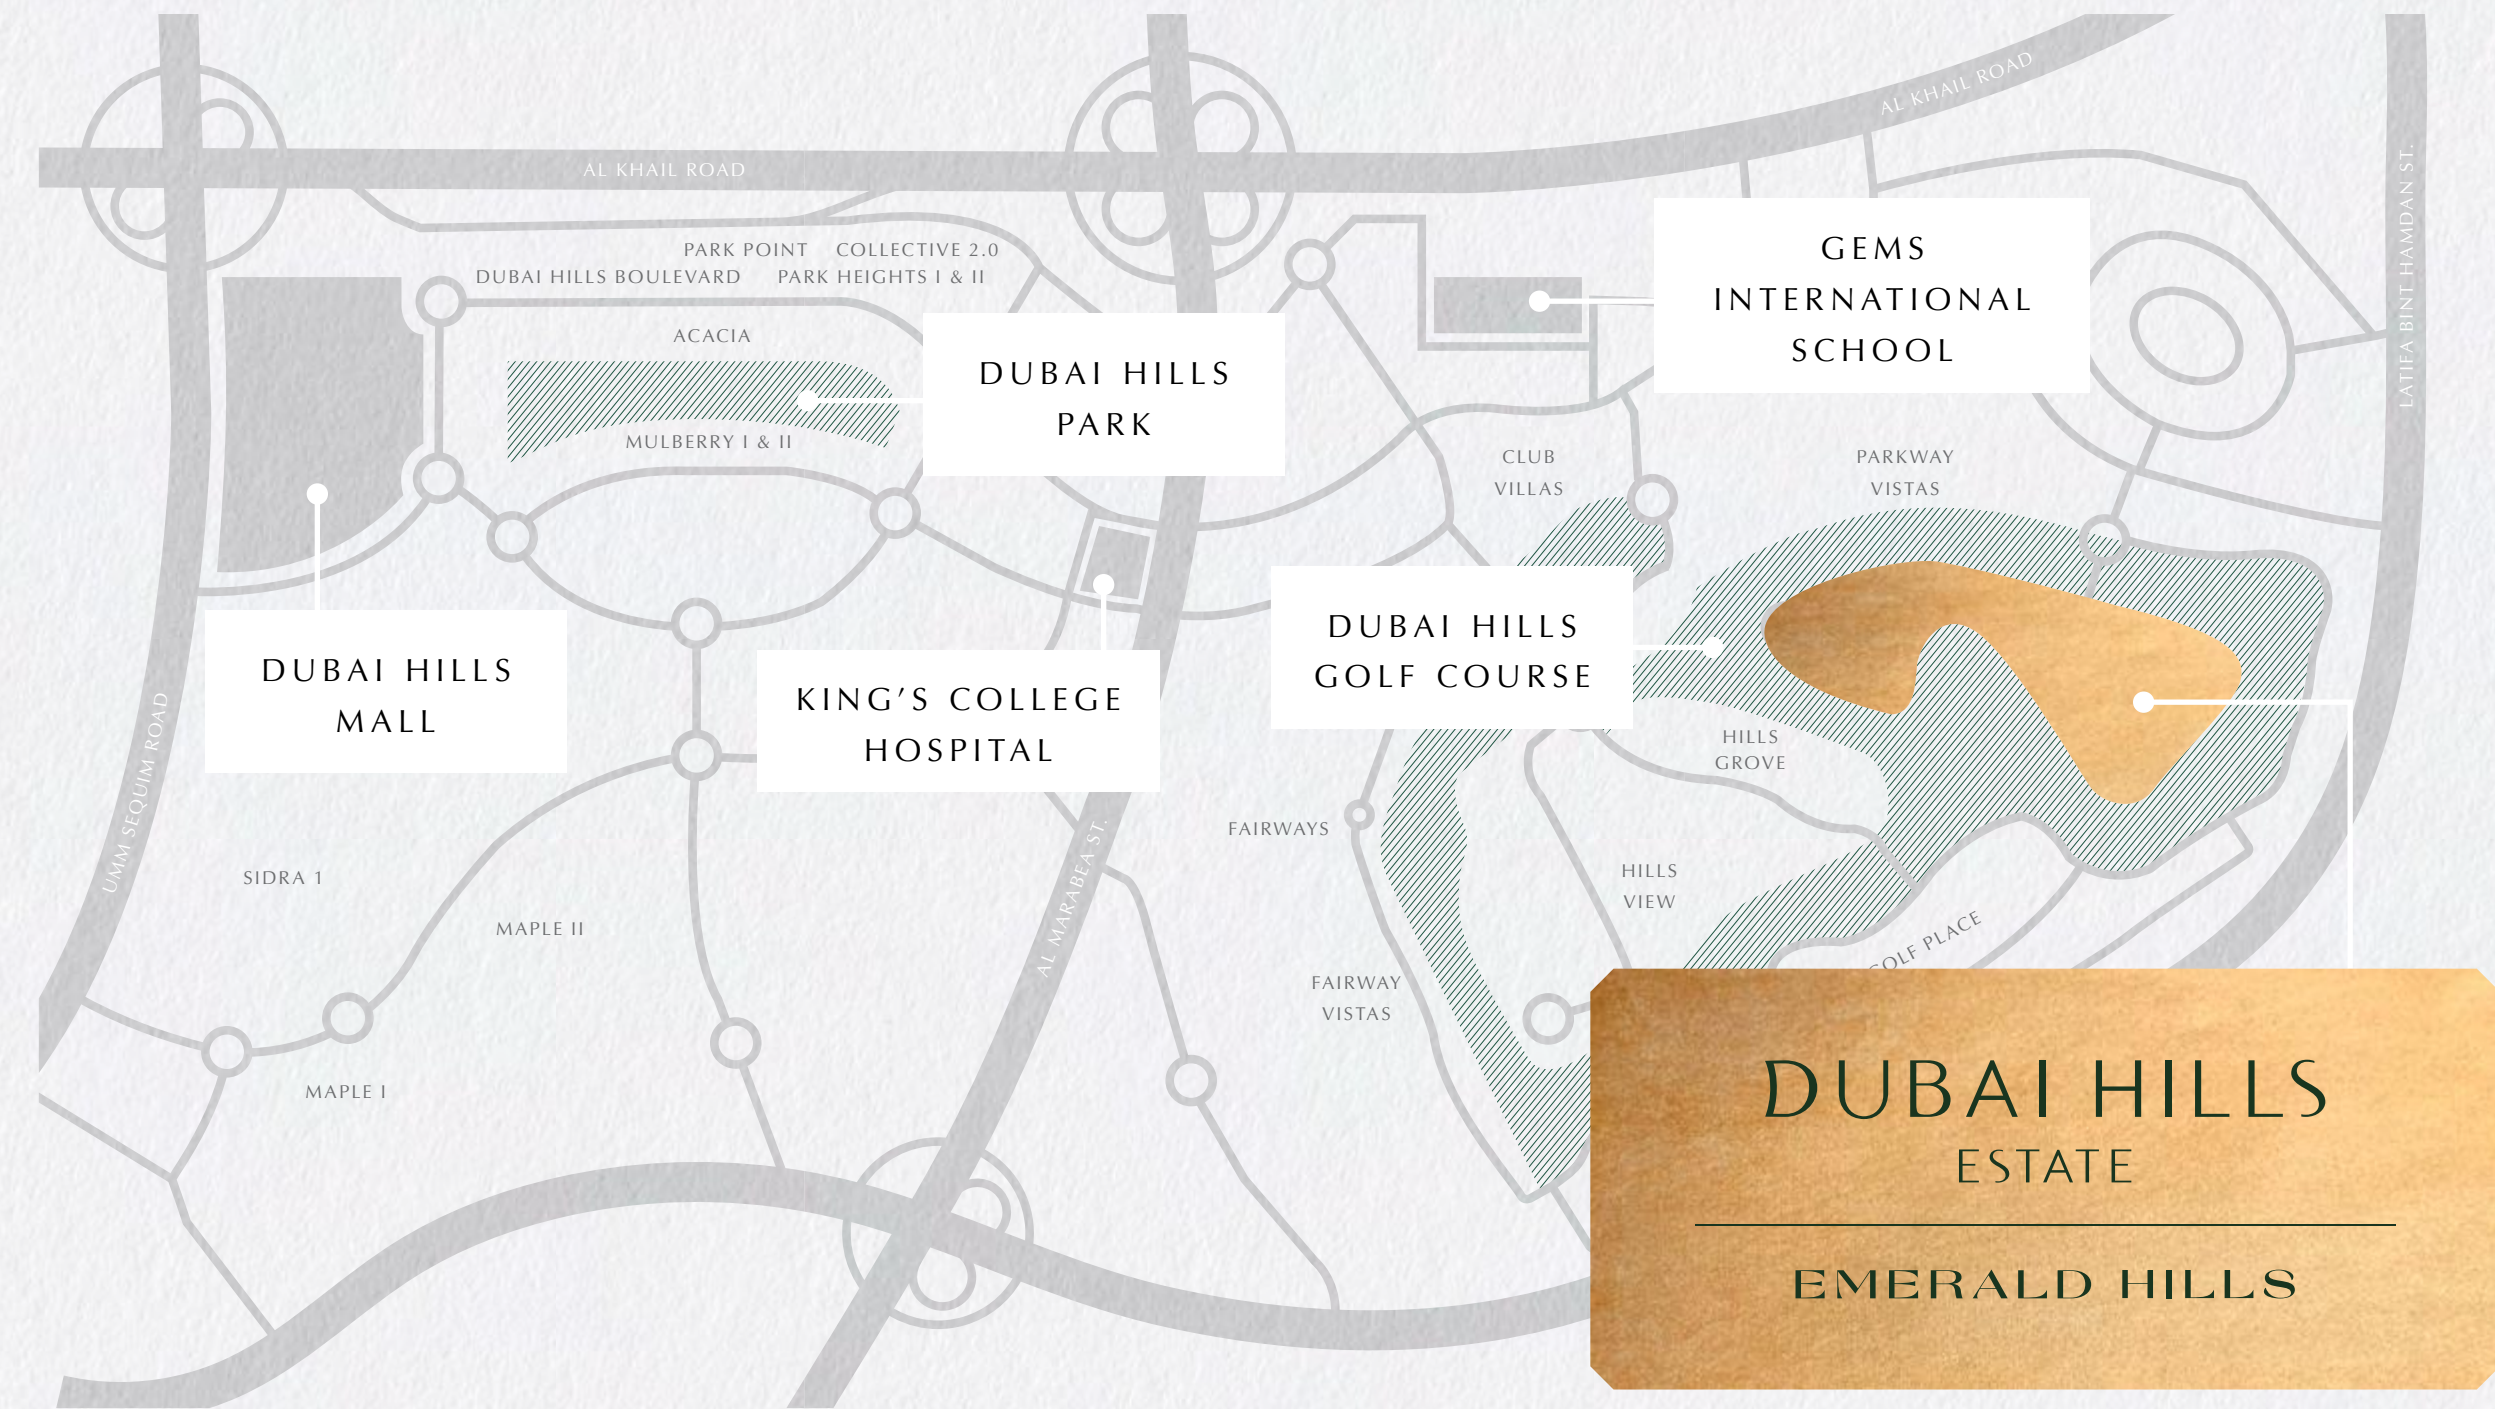 AL KHAIL ROAD
AL KHAIL ROAD
LATIFA BINT HAMDAN ST.
PARK POINT COLLECTIVE 2.0
DUBAI HILLS BOULEVARD PARK HEIGHTS I & II
GEMS
INTERNATIONAL
SCHOOL
ACACIA
DUBAI HILLS
PARK
MULBERRY I & II
CLUB
VILLAS
PARKWAY
VISTAS
DUBAI HILLS
MALL
KING’S COLLEGE
HOSPITAL
DUBAI HILLS
GOLF COURSE
HILLS
GROVE
UMM SEQUIM ROAD
FAIRWAYS
SIDRA 1
MAPLE II
AL MARABEA ST.
HILLS
VIEW
GOLF PLACE
FAIRWAY
VISTAS
MAPLE I
DUBAI HILLS
ESTATE
EMERALD HILLS